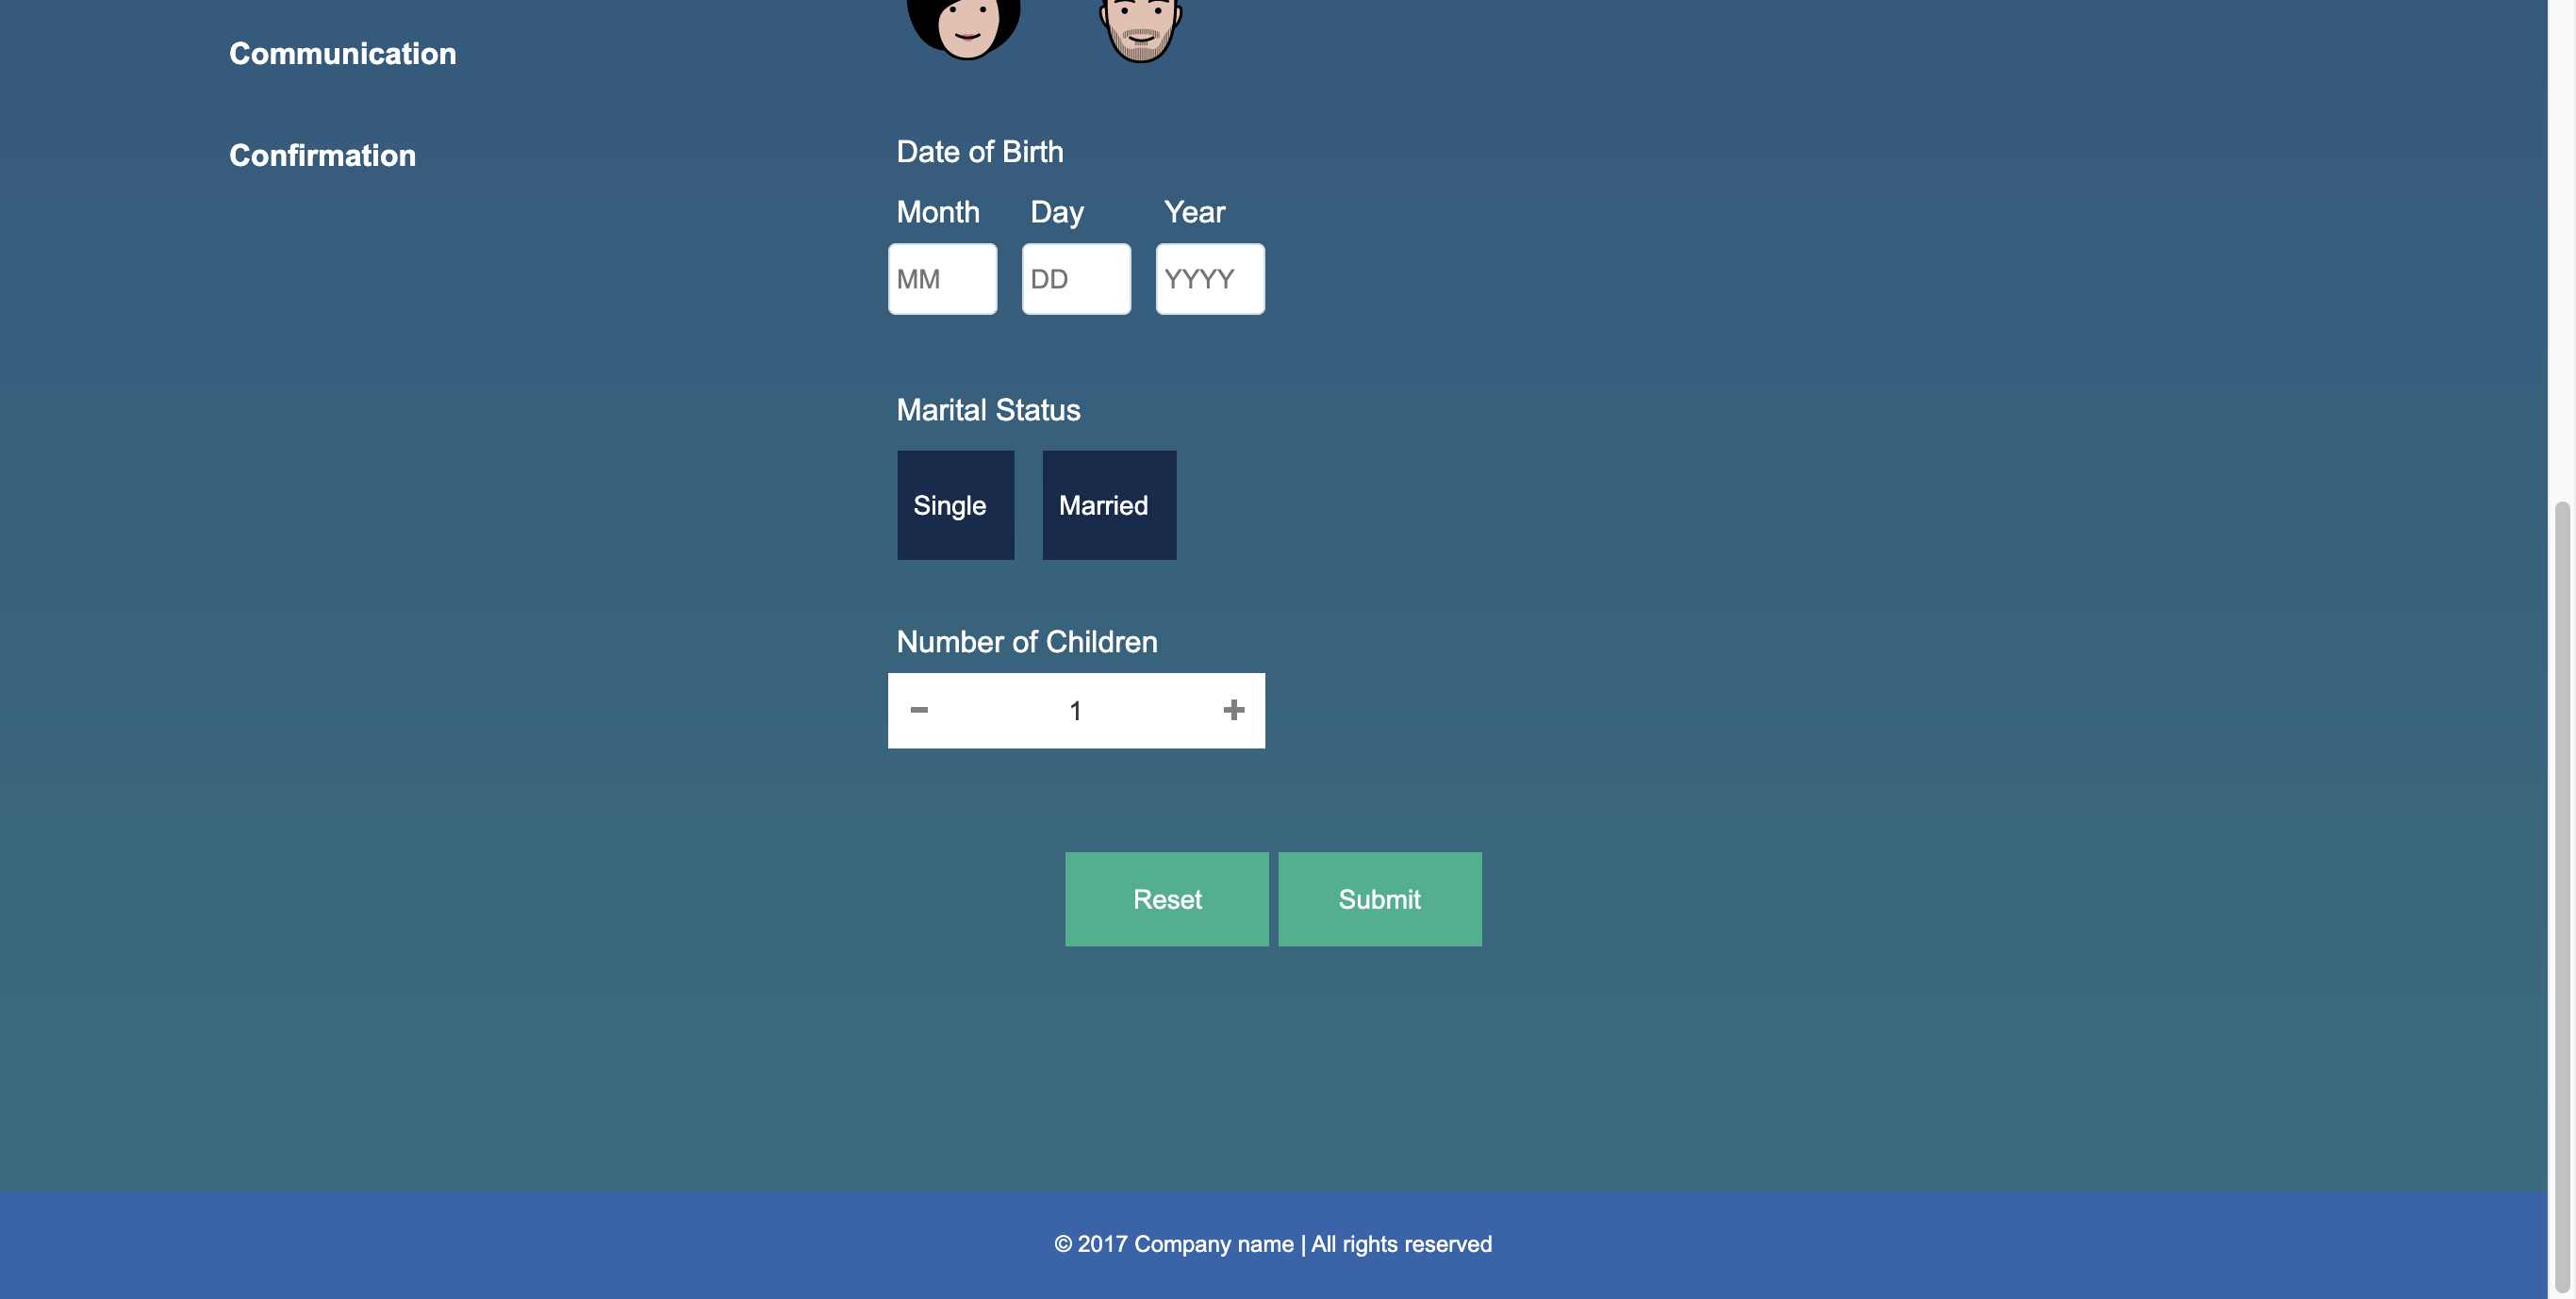 Communication
Confirmation
Date of Birth
Month Day Year
MM DD YYYY
Marital Status
Single Married
Number of Children
1
Reset Submit
© 2017 Company name | All rights reserved